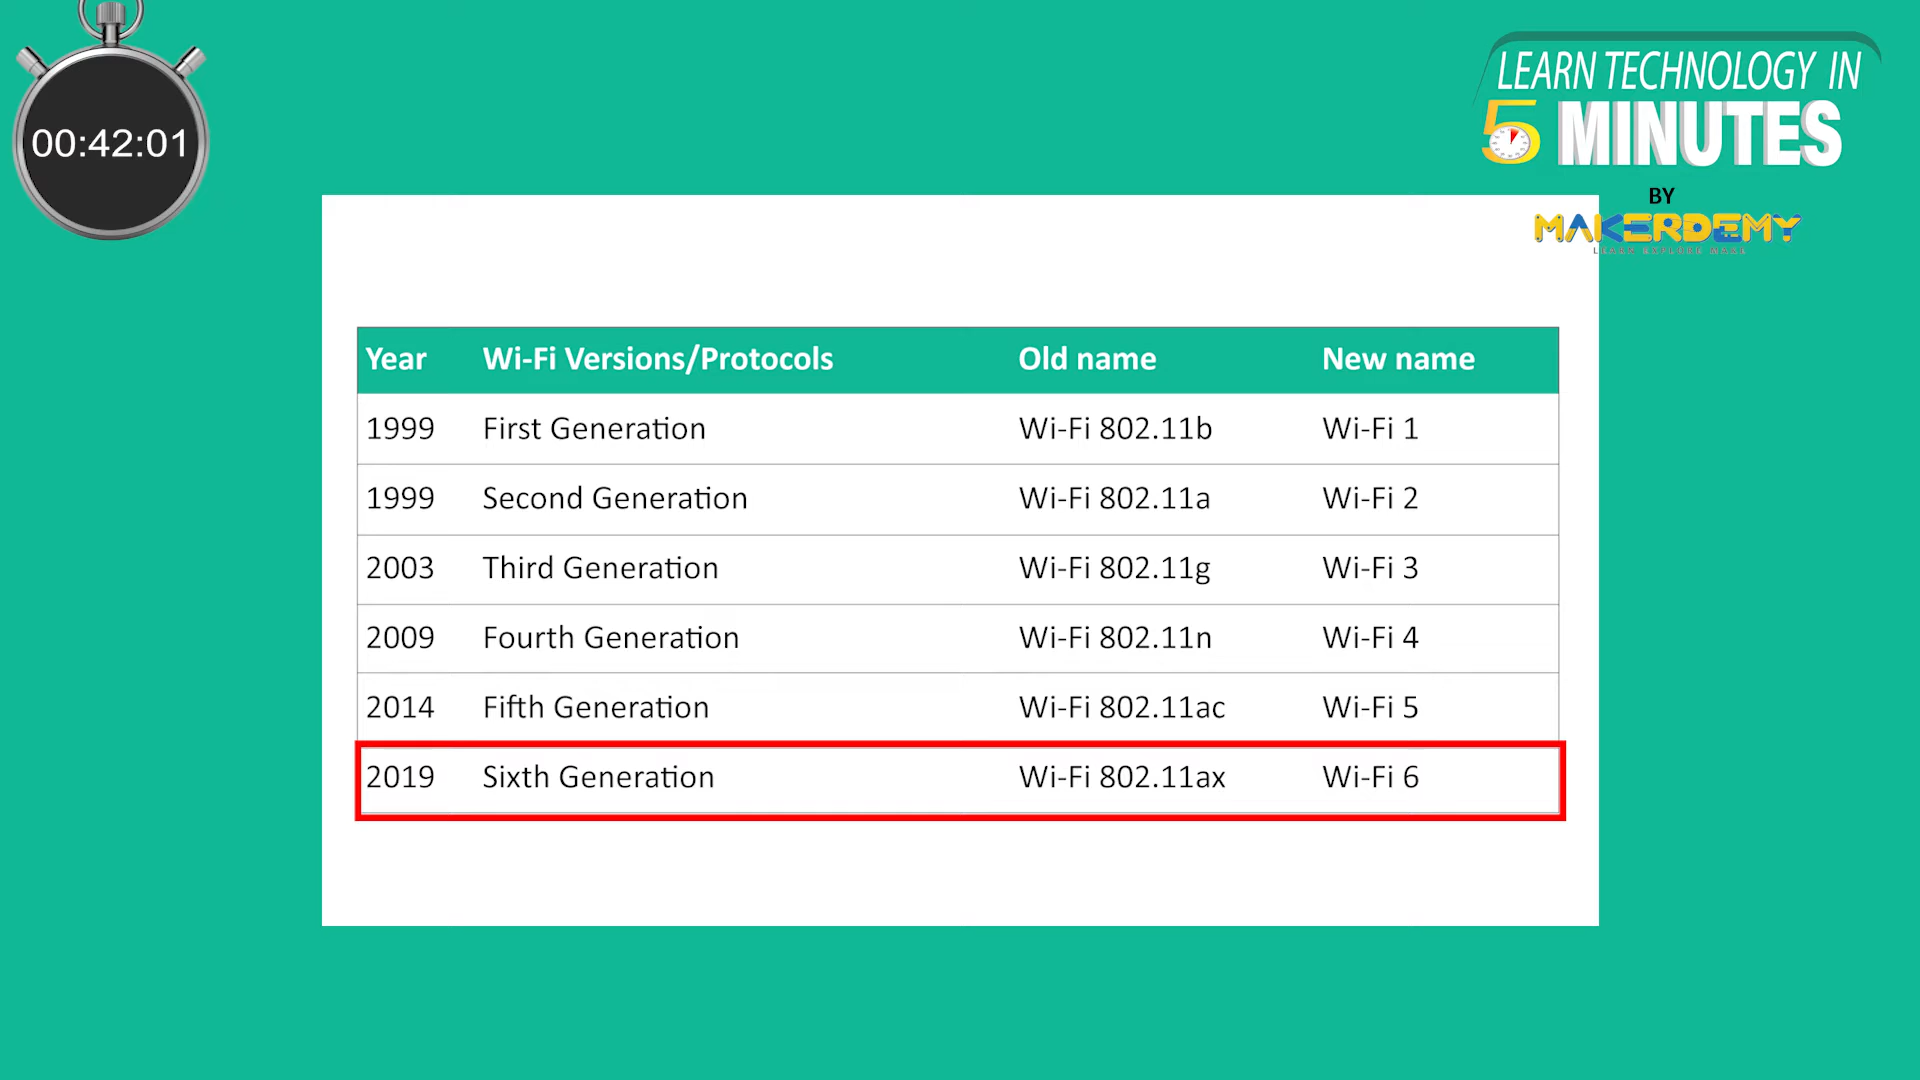 00:42:01
LEARN TECHNOLOGY IN
5 MINUTES
BY
MAKERDEMY
LEARN EXPLORE MAKE
Year Wi-Fi Versions/Protocols Old name New name
1999 First Generation Wi-Fi 802.11b Wi-Fi 1
1999 Second Generation Wi-Fi 802.11a Wi-Fi 2
2003 Third Generation Wi-Fi 802.11g Wi-Fi 3
2009 Fourth Generation Wi-Fi 802.11n Wi-Fi 4
2014 Fifth Generation Wi-Fi 802.11ac Wi-Fi 5
2019 Sixth Generation Wi-Fi 802.11ax Wi-Fi 6